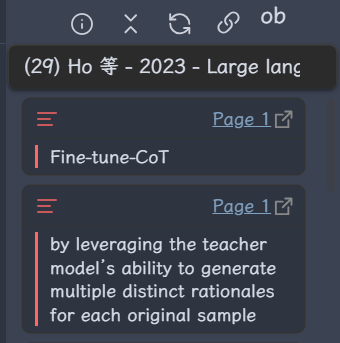 ob
(29) Ho 等 - 2023 - Large lang
Page 1
Fine-tune-CoT
Page 1
by leveraging the teacher
model's ability to generate
multiple distinct rationales
for each original sample